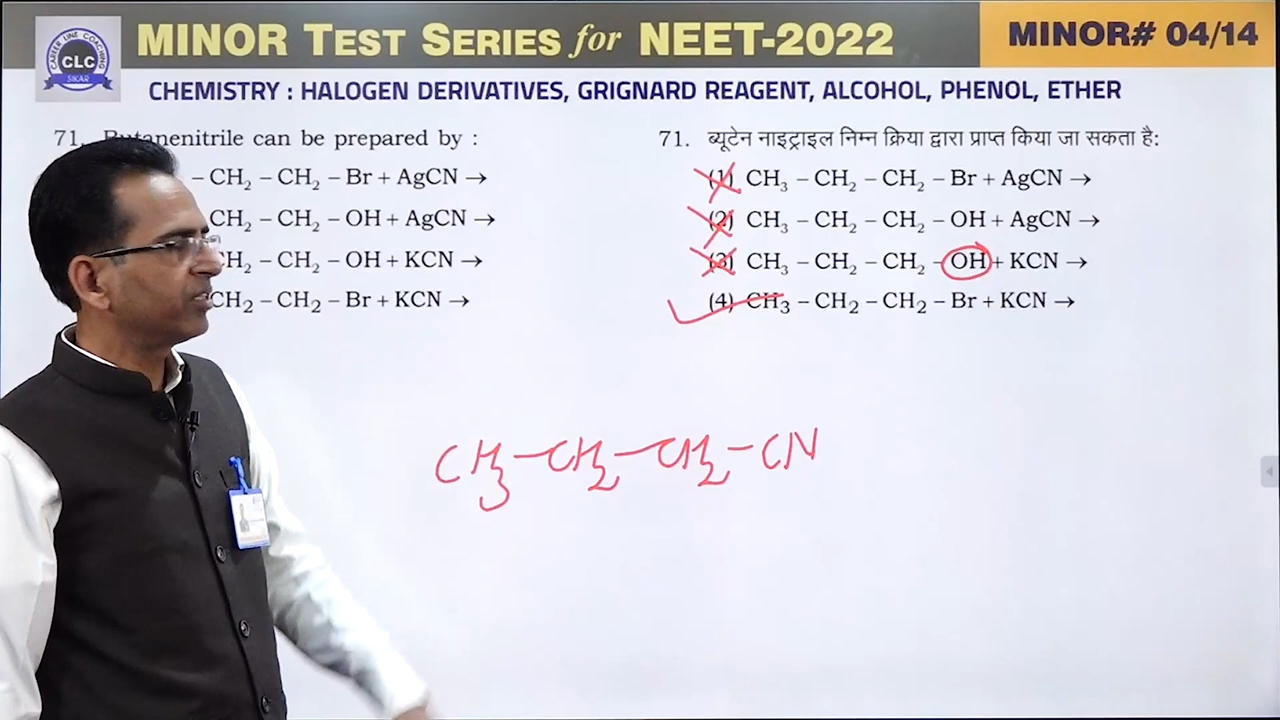 CAREER LINE COACHING
CLC
SIKAR
MINOR TEST SERIES for NEET-2022
MINOR# 04/14
CHEMISTRY : HALOGEN DERIVATIVES, GRIGNARD REAGENT, ALCOHOL, PHENOL, ETHER
71. Butanenitrile can be prepared by :
– CH₂ – CH₂ – Br + AgCN →
CH₂ – CH₂ – OH + AgCN →
CH₂ – CH₂ – OH + KCN →
CH₂ – CH₂ – Br + KCN →
71. ब्यूटेन नाइट्राइल निम्न क्रिया द्वारा प्राप्त किया जा सकता है:
(1) CH₃ – CH₂ – CH₂ – Br + AgCN →
(2) CH₃ – CH₂ – CH₂ – OH + AgCN →
(3) CH₃ – CH₂ – CH₂ – OH + KCN →
(4) CH₃ – CH₂ – CH₂ – Br + KCN →
CH₃ – CH₂ – CH₂ – CN